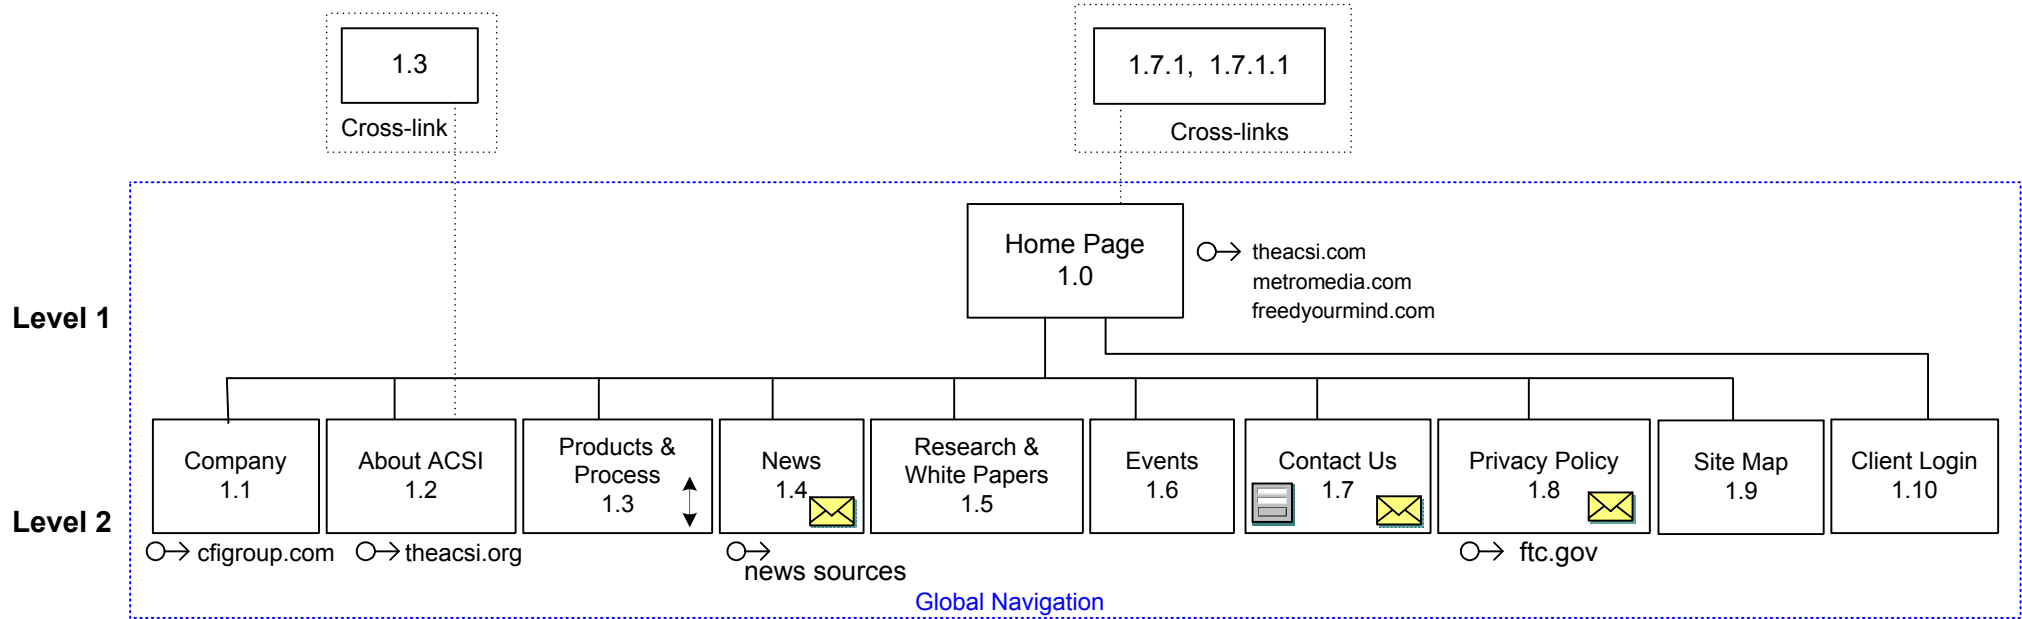 1.3
Cross-link
1.7.1, 1.7.1.1
Cross-links
Home Page
1.0
theacsi.com
metromedia.com
freedyourmind.com
Level 1
Level 2
Company
1.1
About ACSI
1.2
Products &
Process
1.3
News
1.4
Research &
White Papers
1.5
Events
1.6
Contact Us
1.7
Privacy Policy
1.8
Site Map
1.9
Client Login
1.10
cfigroup.com
theacsi.org
news sources
ftc.gov
Global Navigation